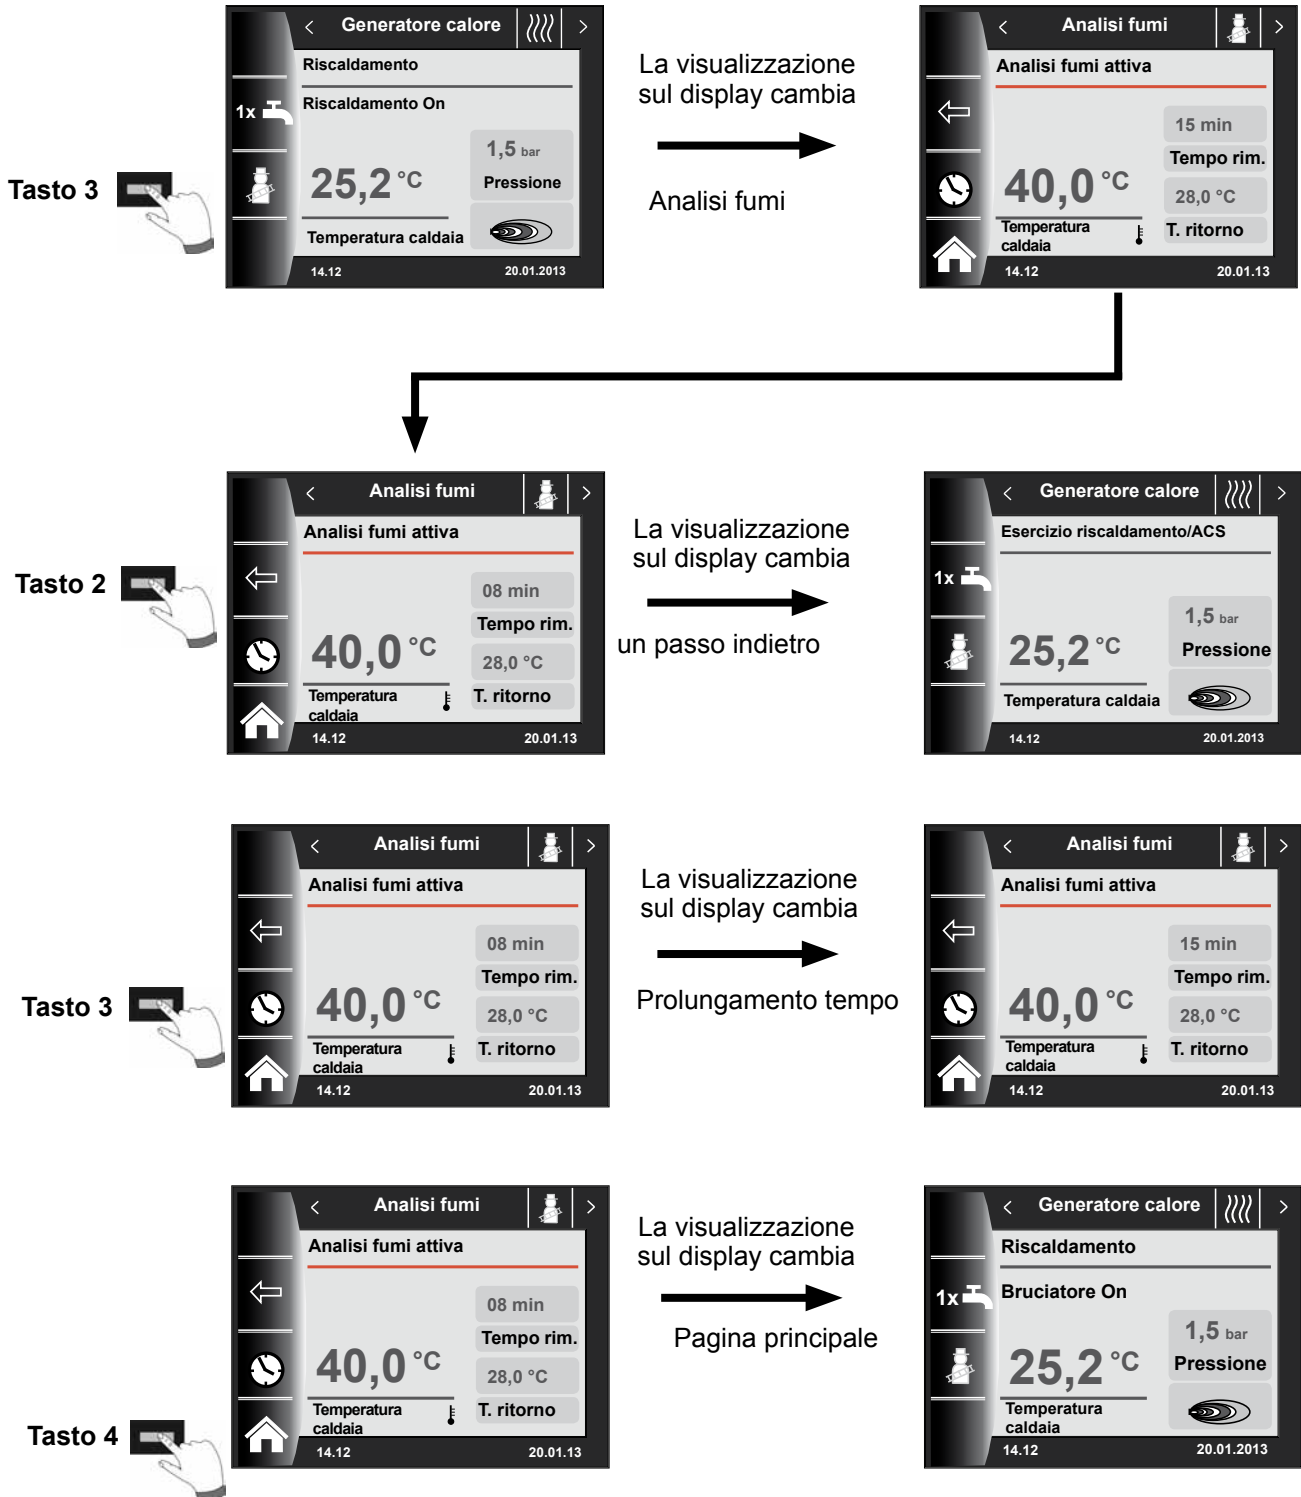 Generatore calore
Riscaldamento
Riscaldamento On
1x
1,5 bar
Pressione
25,2 °C
Temperatura caldaia
14.12 20.01.2013
Tasto 3
La visualizzazione
sul display cambia
Analisi fumi
Analisi fumi
Analisi fumi attiva
15 min
Tempo rim.
40,0 °C
28,0 °C
Temperatura
caldaia
T. ritorno
14.12 20.01.13
Tasto 2
Analisi fumi
Analisi fumi attiva
08 min
Tempo rim.
40,0 °C
28,0 °C
Temperatura
caldaia
T. ritorno
14.12 20.01.13
La visualizzazione
sul display cambia
un passo indietro
Generatore calore
Esercizio riscaldamento/ACS
1x
1,5 bar
Pressione
25,2 °C
Temperatura caldaia
14.12 20.01.2013
Tasto 3
Analisi fumi
Analisi fumi attiva
08 min
Tempo rim.
40,0 °C
28,0 °C
Temperatura
caldaia
T. ritorno
14.12 20.01.13
La visualizzazione
sul display cambia
Prolungamento tempo
Analisi fumi
Analisi fumi attiva
15 min
Tempo rim.
40,0 °C
28,0 °C
Temperatura
caldaia
T. ritorno
14.12 20.01.13
Tasto 4
Analisi fumi
Analisi fumi attiva
08 min
Tempo rim.
40,0 °C
28,0 °C
Temperatura
caldaia
T. ritorno
14.12 20.01.13
La visualizzazione
sul display cambia
Pagina principale
Generatore calore
Riscaldamento
Bruciatore On
1x
1,5 bar
Pressione
25,2 °C
Temperatura
caldaia
14.12 20.01.2013